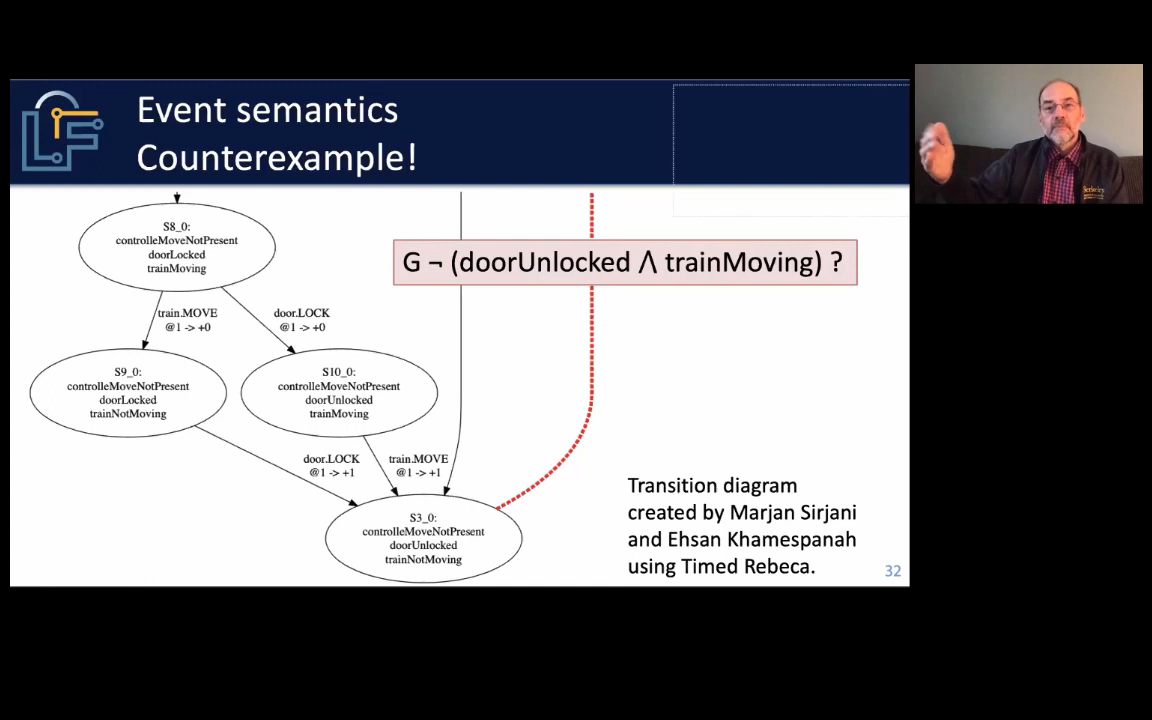 Event semantics
Counterexample!
S8_0:
controlleMoveNotPresent
doorLocked
trainMoving
G ¬ (doorUnlocked ⋀ trainMoving) ?
train.MOVE
@1 -> +0
door.LOCK
@1 -> +0
S9_0:
controlleMoveNotPresent
doorLocked
trainNotMoving
S10_0:
controlleMoveNotPresent
doorUnlocked
trainMoving
door.LOCK
@1 -> +1
train.MOVE
@1 -> +1
S3_0:
controlleMoveNotPresent
doorUnlocked
trainNotMoving
Transition diagram
created by Marjan Sirjani
and Ehsan Khamespanah
using Timed Rebeca.
32
Berkeley